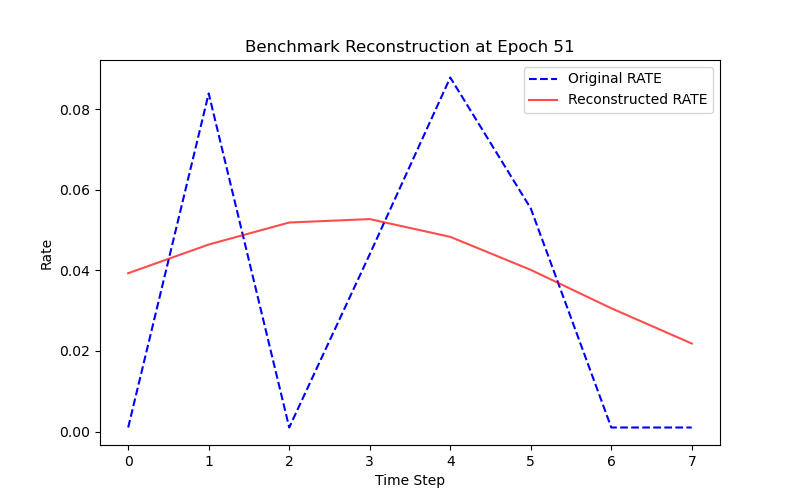 Benchmark Reconstruction at Epoch 51
Original RATE
Reconstructed RATE
0.08
0.06
0.04
0.02
0.00
Rate
0 1 2 3 4 5 6 7
Time Step